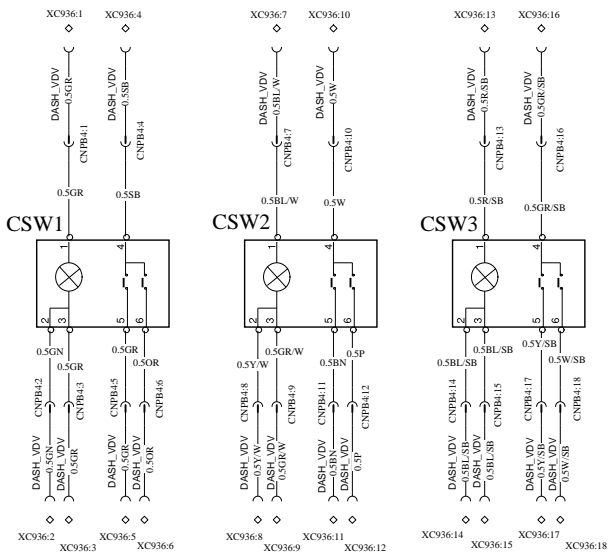 XC936:1 XC936:4 XC936:7 XC936:10 XC936:13 XC936:16
DASH_VDV 0.5GR DASH_VDV 0.5SB DASH_VDV 0.5BL/W DASH_VDV 0.5W DASH_VDV 0.5R/SB DASH_VDV 0.5GR/SB
CNPB4:1 CNPB4:4 CNPB4:7 CNPB4:10 CNPB4:13 CNPB4:16
0.5GR 0.5SB 0.5BL/W 0.5W 0.5R/SB 0.5GR/SB
CSW1 CSW2 CSW3
1 4 1 4 1 4
2 3 5 6 2 3 5 6 2 3 5 6
0.5GN 0.5GR 0.5GR 0.5OR 0.5Y/W 0.5GR/W 0.5BN 0.5P 0.5BL/SB 0.5BL/SB 0.5Y/SB 0.5W/SB
CNPB4:2 CNPB4:3 CNPB4:5 CNPB4:6 CNPB4:8 CNPB4:9 CNPB4:11 CNPB4:12 CNPB4:14 CNPB4:15 CNPB4:17 CNPB4:18
DASH_VDV 0.5GN DASH_VDV 0.5GR DASH_VDV 0.5GR DASH_VDV 0.5OR DASH_VDV 0.5Y/W DASH_VDV 0.5GR/W DASH_VDV 0.5BN DASH_VDV 0.5P DASH_VDV 0.5BL/SB DASH_VDV 0.5BL/SB DASH_VDV 0.5Y/SB DASH_VDV 0.5W/SB
XC936:2 XC936:5 XC936:8 XC936:11 XC936:14 XC936:17
XC936:3 XC936:6 XC936:9 XC936:12 XC936:15 XC936:18